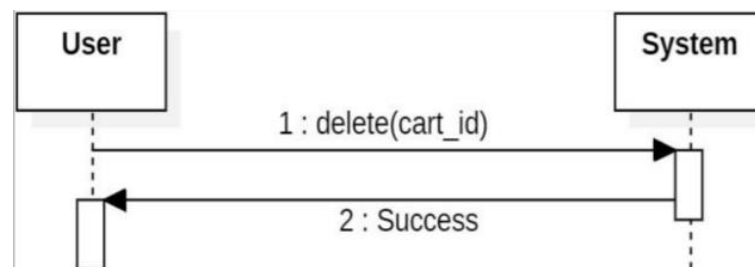 User
System
1 : delete(cart_id)
2 : Success